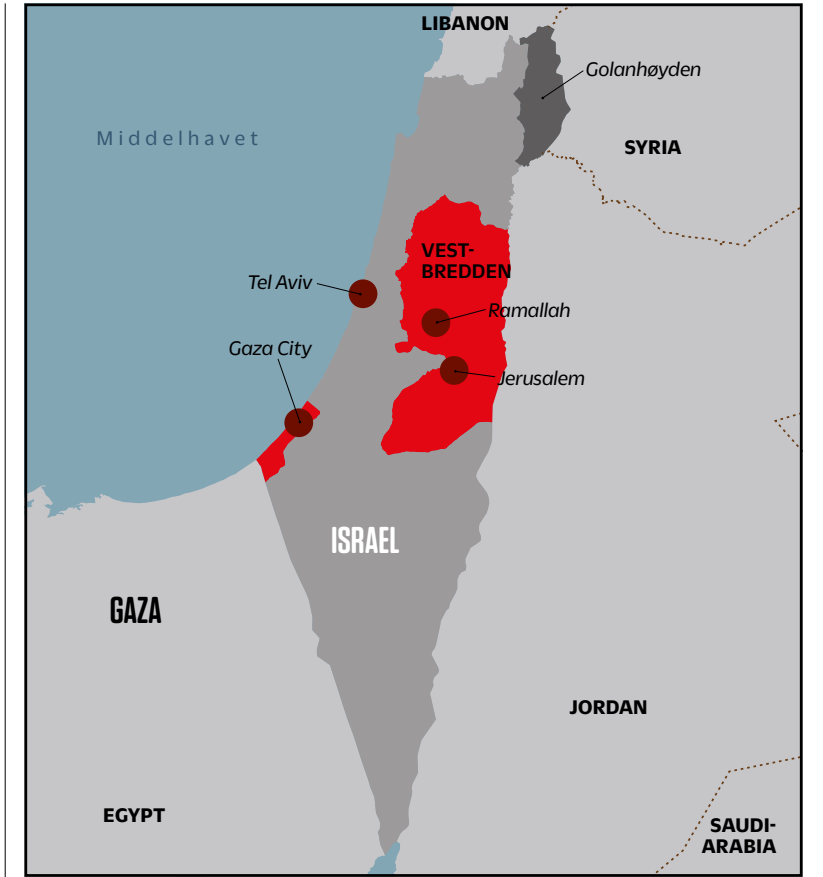 LIBANON
Golanhøyden
Middelhavet
SYRIA
VEST-
BREDDEN
Tel Aviv
Ramallah
Gaza City
Jerusalem
ISRAEL
GAZA
JORDAN
EGYPT
SAUDI-
ARABIA